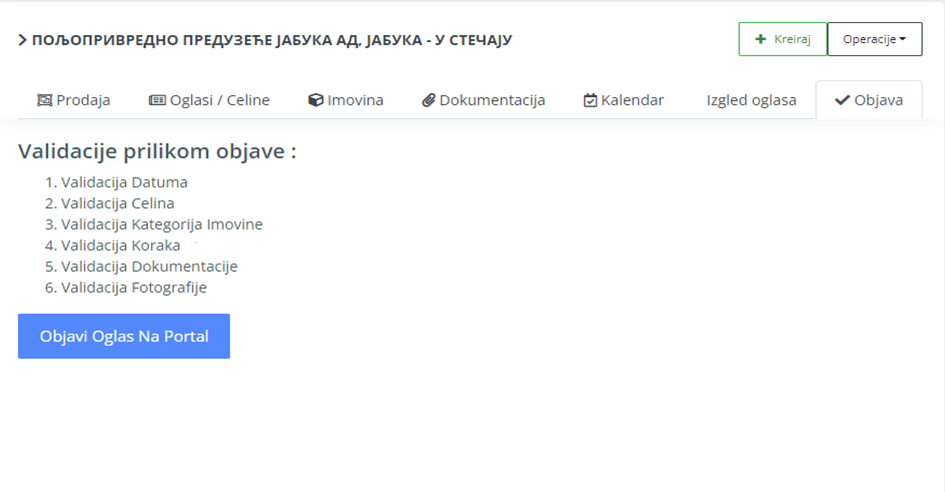 ПОЉОПРИВРЕДНО ПРЕДУЗЕЋЕ ЈАБУКА АД, ЈАБУКА - У СТЕЧАЈУ
Kreiraj
Operacije
Prodaja
Oglasi / Celine
Imovina
Dokumentacija
Kalendar
Izgled oglasa
Objava
Validacije prilikom objave :
1. Validacija Datuma
2. Validacija Celina
3. Validacija Kategorija Imovine
4. Validacija Koraka
5. Validacija Dokumentacije
6. Validacija Fotografije
Objavi Oglas Na Portal